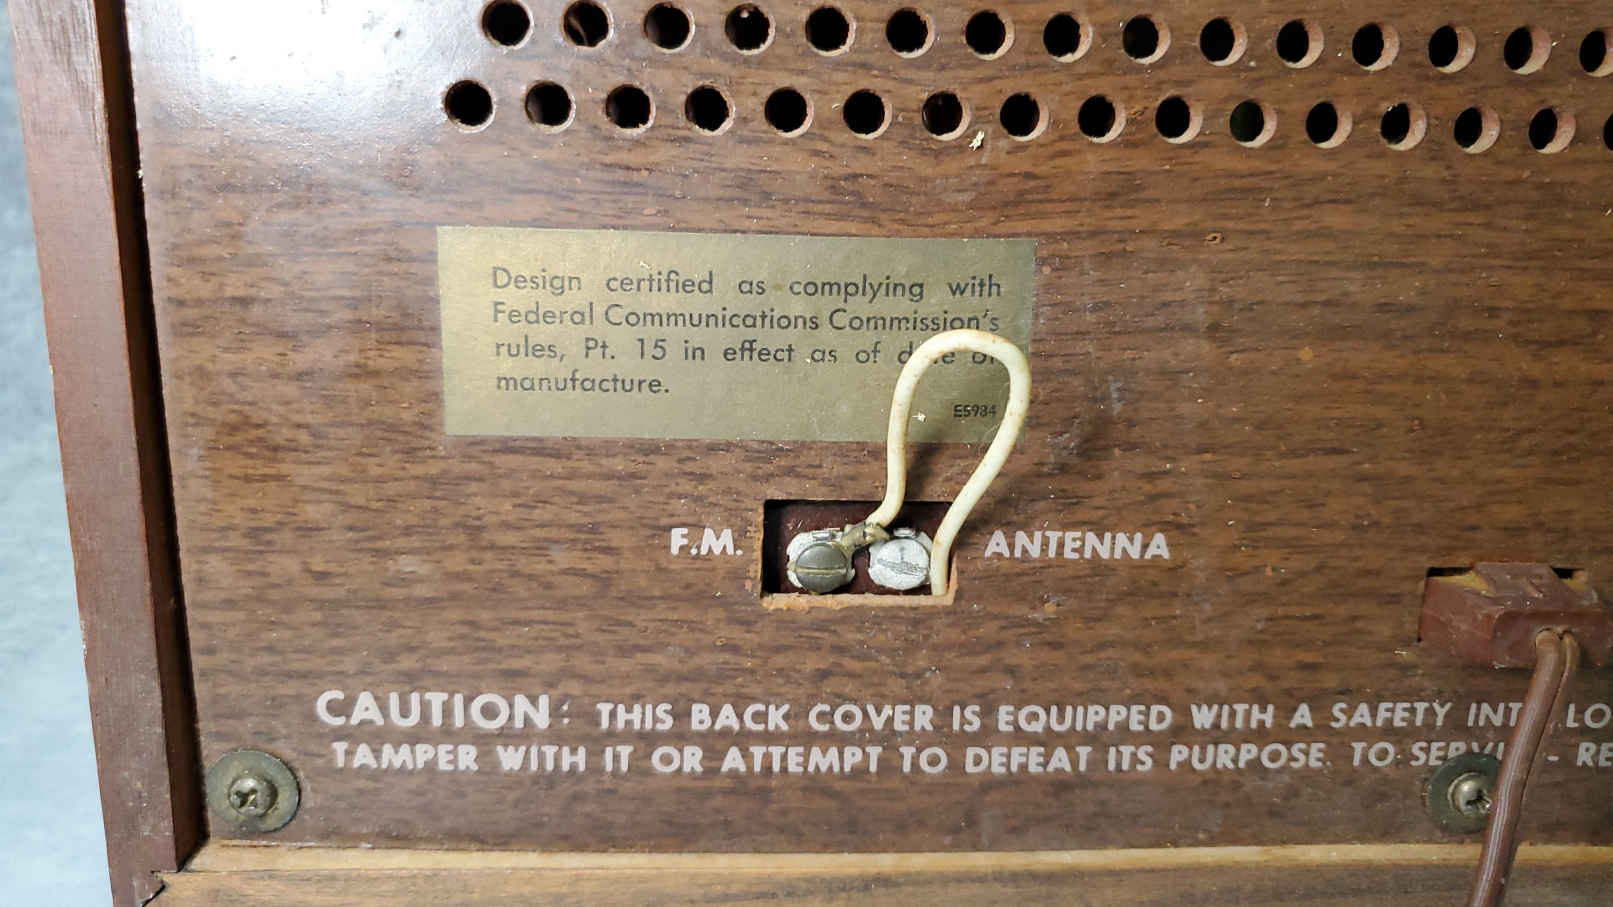 Design certified as complying with
Federal Communications Commission's
rules, Pt. 15 in effect as of
manufacture.
E5984
F.M. ANTENNA
CAUTION: THIS BACK COVER IS EQUIPPED WITH A SAFETY
TAMPER WITH IT OR ATTEMPT TO DEFEAT ITS PURPOSE. TO